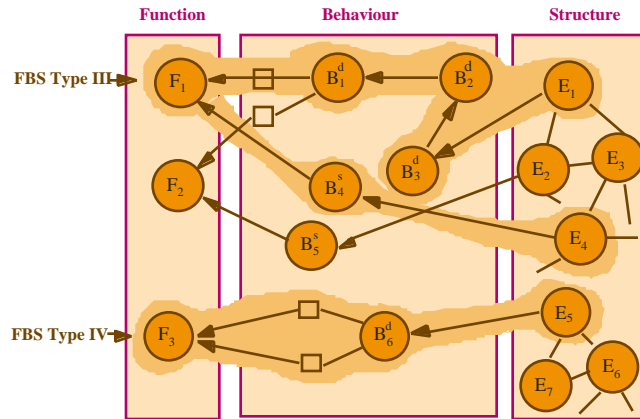 Function Behaviour Structure
FBS Type III
F1 B1d B2d E1
B3d E2 E3
F2 B4s
B5s E4
FBS Type IV
F3 B6d E5
E7 E6